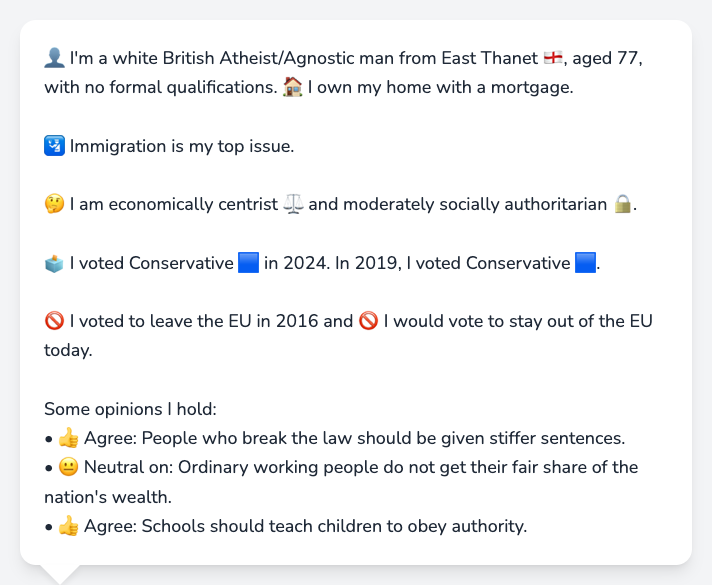 👤 I'm a white British Atheist/Agnostic man from East Thanet 🏴󠁧󠁢󠁥󠁮󠁧󠁿, aged 77,
with no formal qualifications. 🏠 I own my home with a mortgage.
🛂 Immigration is my top issue.
🤔 I am economically centrist ⚖️ and moderately socially authoritarian 🔒.
🗳️ I voted Conservative 🟦 in 2024. In 2019, I voted Conservative 🟦.
🚫 I voted to leave the EU in 2016 and 🚫 I would vote to stay out of the EU
today.
Some opinions I hold:
• 👍 Agree: People who break the law should be given stiffer sentences.
• 😐 Neutral on: Ordinary working people do not get their fair share of the
nation's wealth.
• 👍 Agree: Schools should teach children to obey authority.